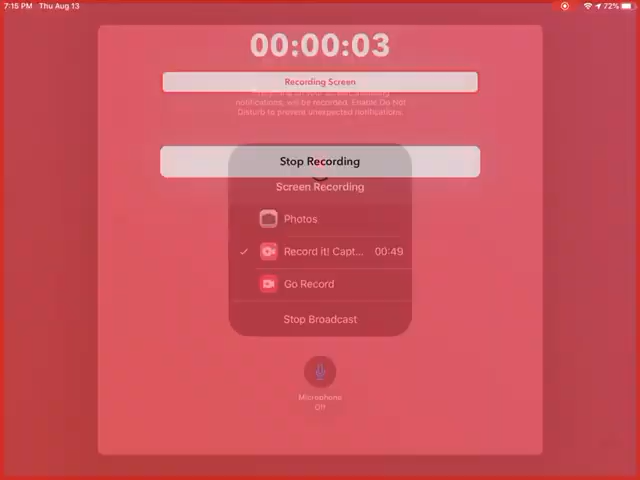 7:15 PM Thu Aug 13
72%
00:00:03
Recording Screen
notifications, will be recorded. Enable Do Not
Disturb to prevent unexpected notifications.
Stop Recording
Screen Recording
Photos
Record it! Capt... 00:49
Go Record
Stop Broadcast
Microphone
Off